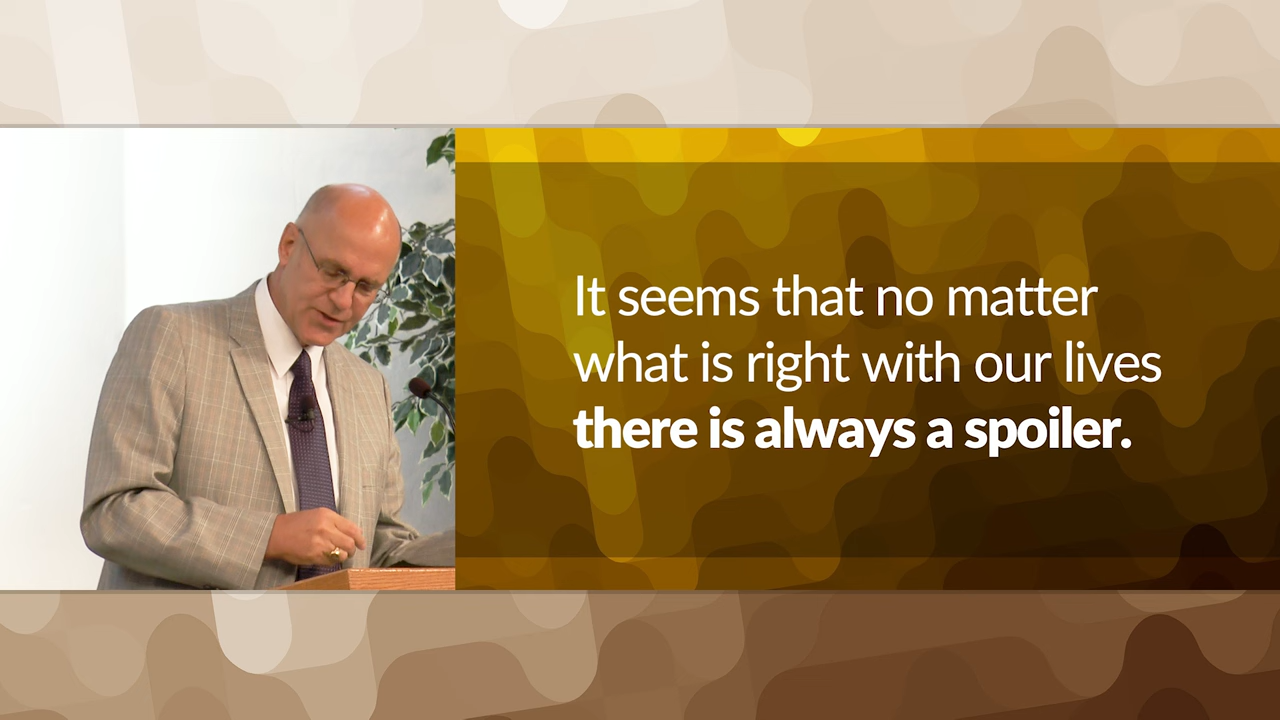 It seems that no matter
what is right with our lives
there is always a spoiler.